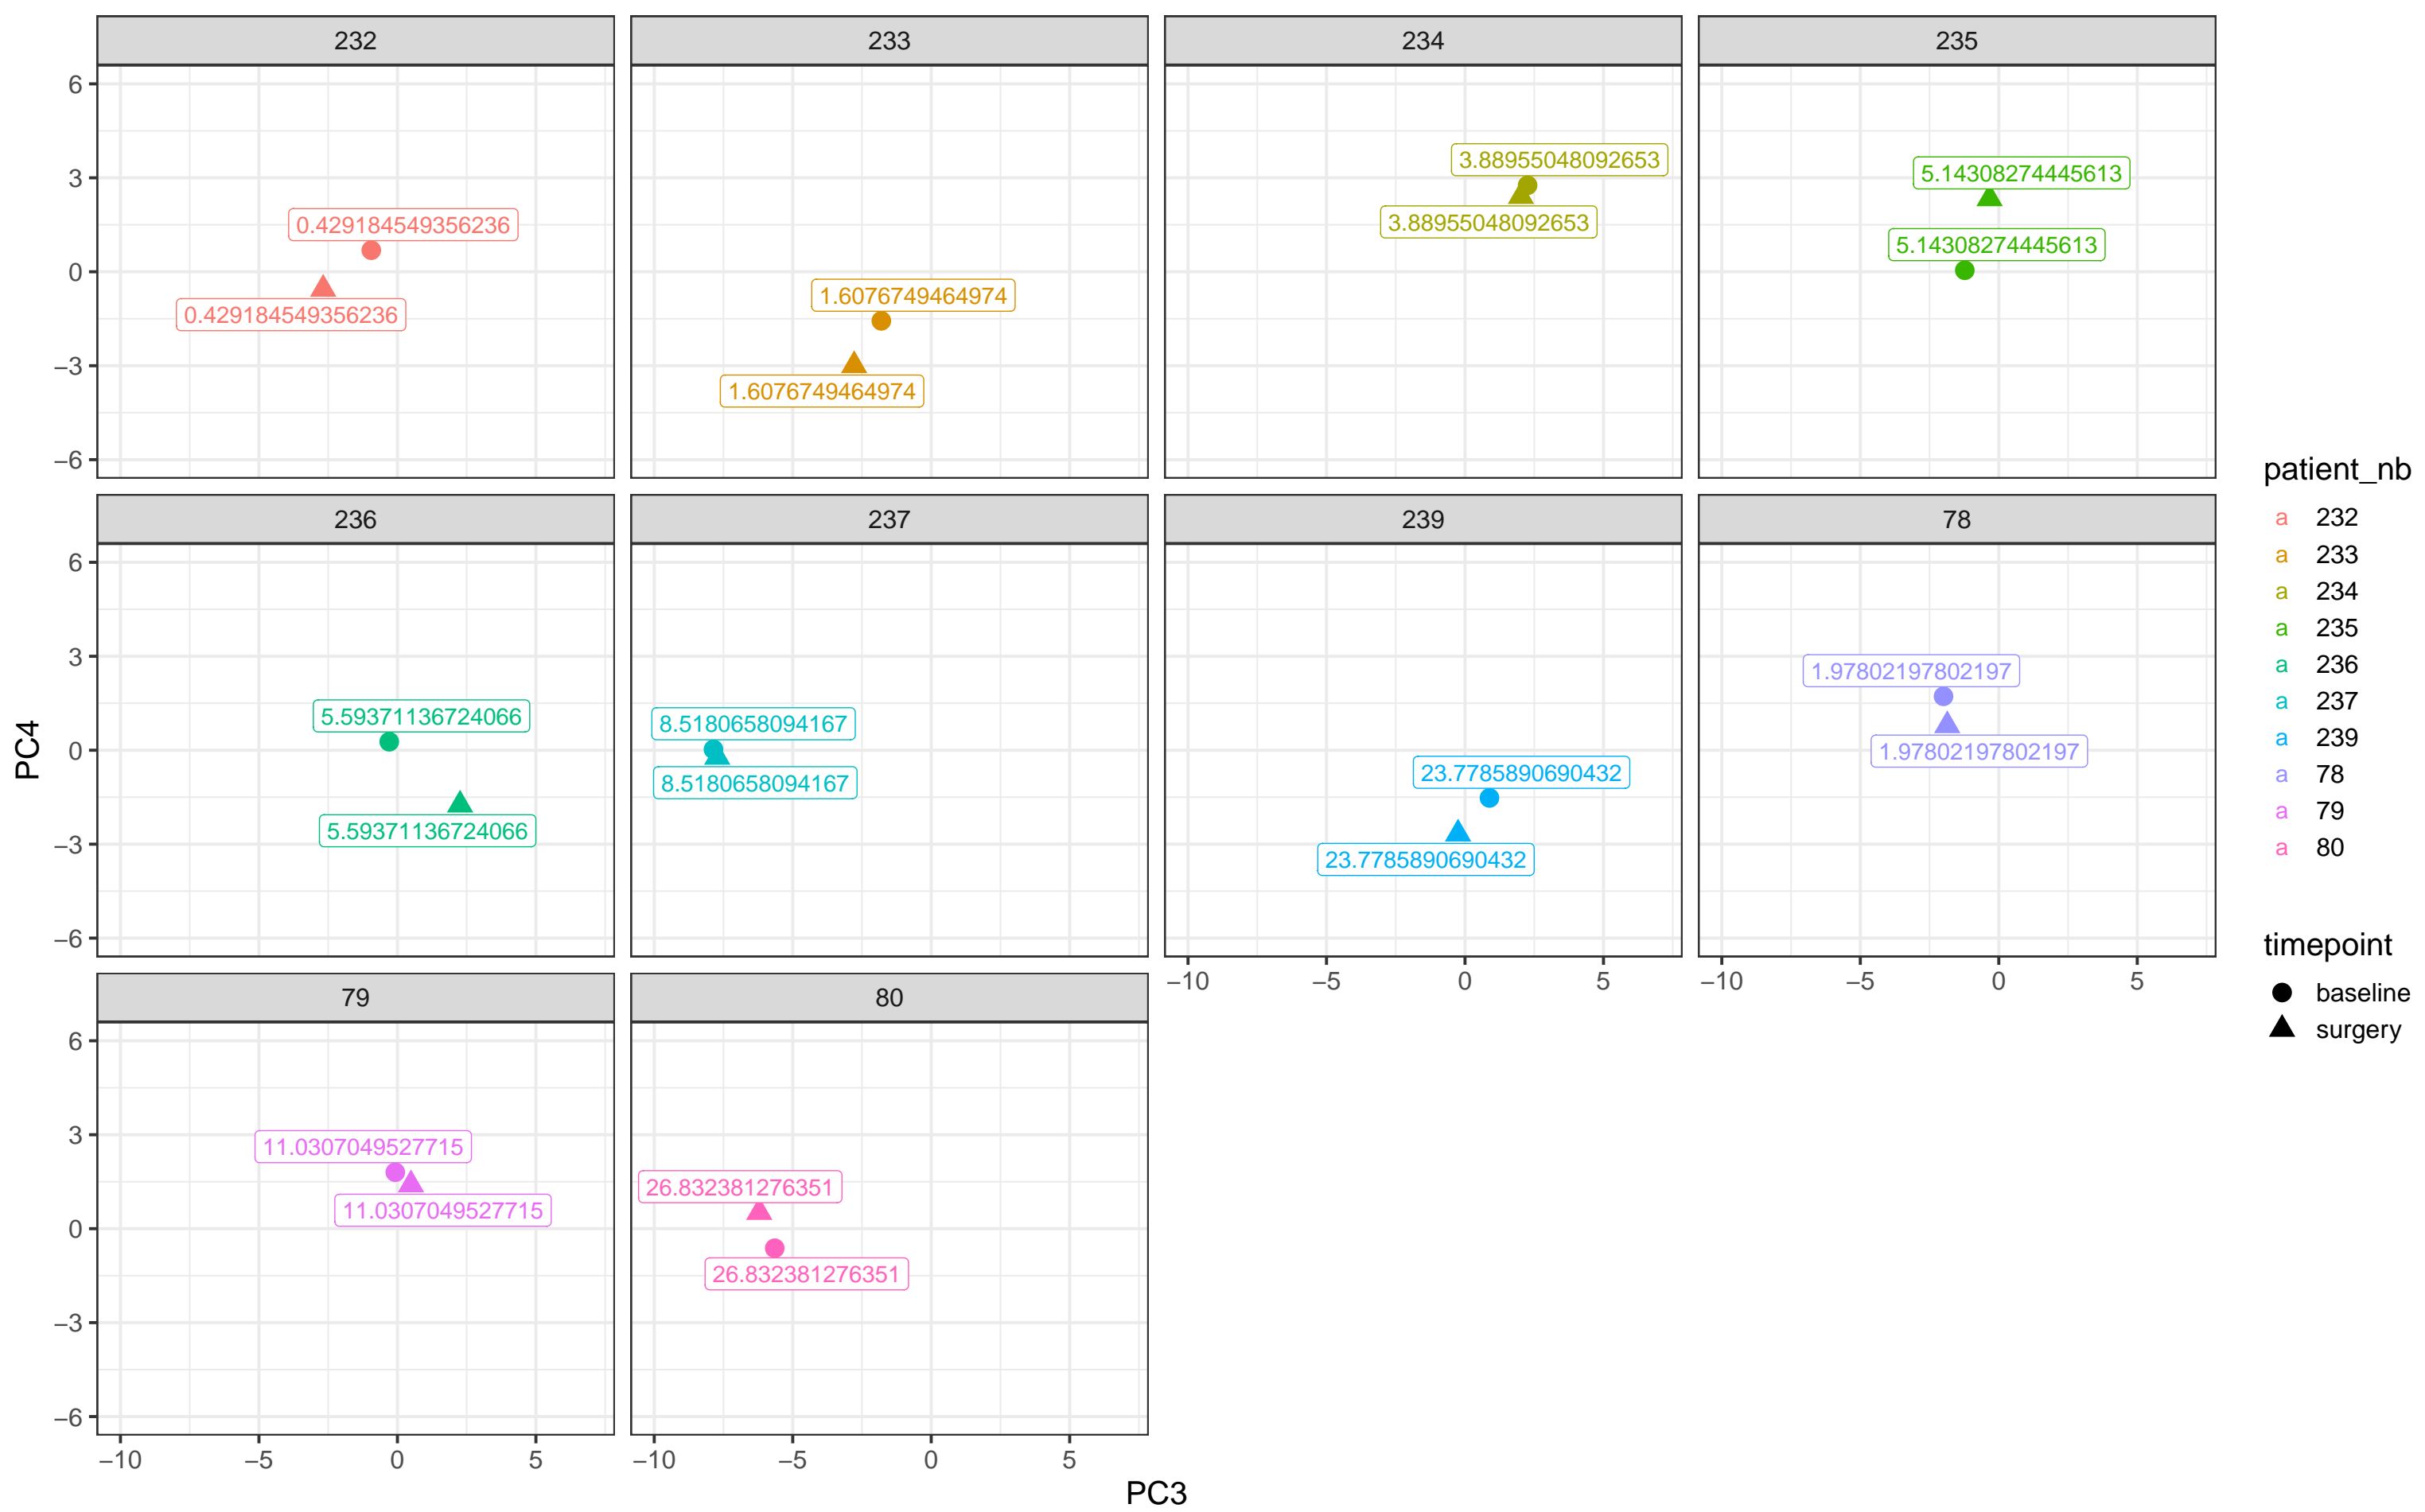 232 233 234 235
6
3
0
−3
−6
0.429184549356236
0.429184549356236
1.6076749464974
1.6076749464974
3.88955048092653
3.88955048092653
5.14308274445613
5.14308274445613
236 237 239 78
6
3
0
−3
−6
5.59371136724066
5.59371136724066
8.5180658094167
8.5180658094167
23.7785890690432
23.7785890690432
1.97802197802197
1.97802197802197
−10 −5 0 5 −10 −5 0 5
79 80
6
3
0
−3
−6
11.0307049527715
11.0307049527715
26.832381276351
26.832381276351
−10 −5 0 5 −10 −5 0 5
PC3
PC4
patient_nb
a 232
a 233
a 234
a 235
a 236
a 237
a 239
a 78
a 79
a 80
timepoint
baseline
surgery